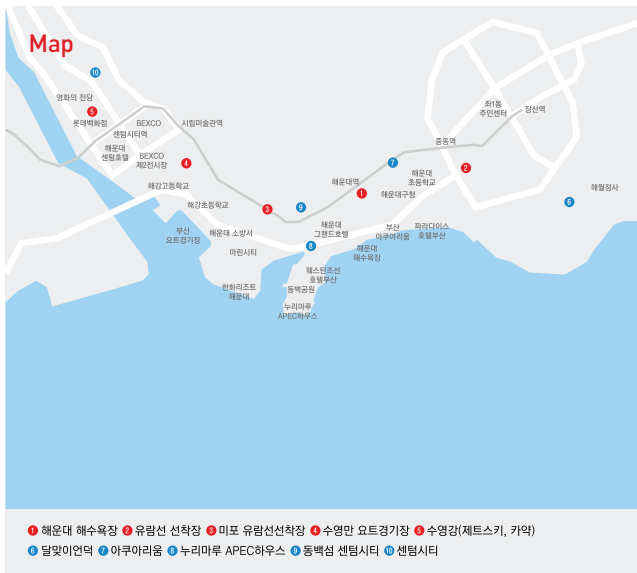 Map
⑩
영화의 전당
⑤
롯데백화점
BEXCO
시립미술관역
센텀시티역
해운대
센텀호텔
BEXCO
제2전시장
④
해강고등학교
해강초등학교
부산
요트경기장
해운대 소방서
마린시티
한화리조트
해운대
③
⑨
⑧
해운대
그랜드호텔
웨스틴조선
호텔부산
동백공원
누리마루
APEC하우스
해운대역
①
해운대구청
⑦
해운대
초등학교
중동역
②
좌1동
주민센터
장산역
부산
아쿠아리움
해운대
해수욕장
파라다이스
호텔부산
해월정사
⑥
① 해운대 해수욕장 ② 유람선 선착장 ③ 미포 유람선선착장 ④ 수영만 요트경기장 ⑤ 수영강(제트스키, 카약)
⑥ 달맞이언덕 ⑦ 아쿠아리움 ⑧ 누리마루 APEC하우스 ⑨ 동백섬 센텀시티 ⑩ 센텀시티